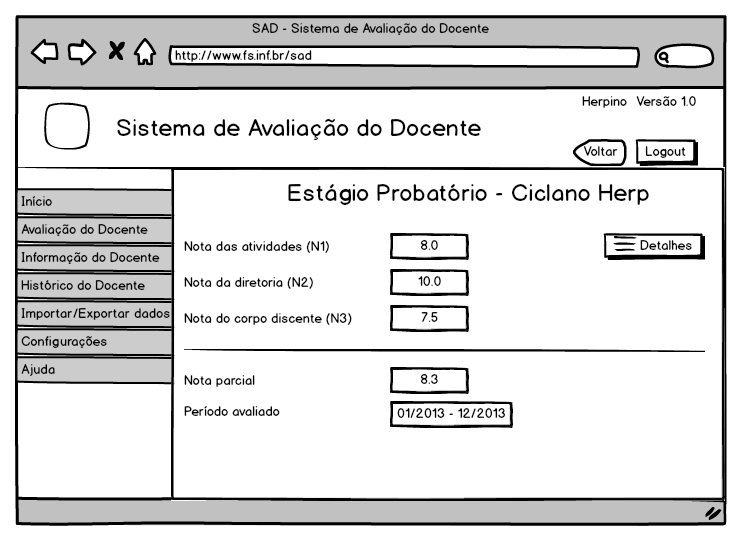 SAD - Sistema de Avaliação do Docente
http://www.fs.inf.br/sad
Herpino Versão 1.0
Sistema de Avaliação do Docente
Voltar
Logout
Início
Avaliação do Docente
Informação do Docente
Histórico do Docente
Importar/Exportar dados
Configurações
Ajuda
Estágio Probatório - Ciclano Herp
Nota das atividades (N1) 8.0
Detalhes
Nota da diretoria (N2) 10.0
Nota do corpo discente (N3) 7.5
Nota parcial 8.3
Período avaliado 01/2013 - 12/2013